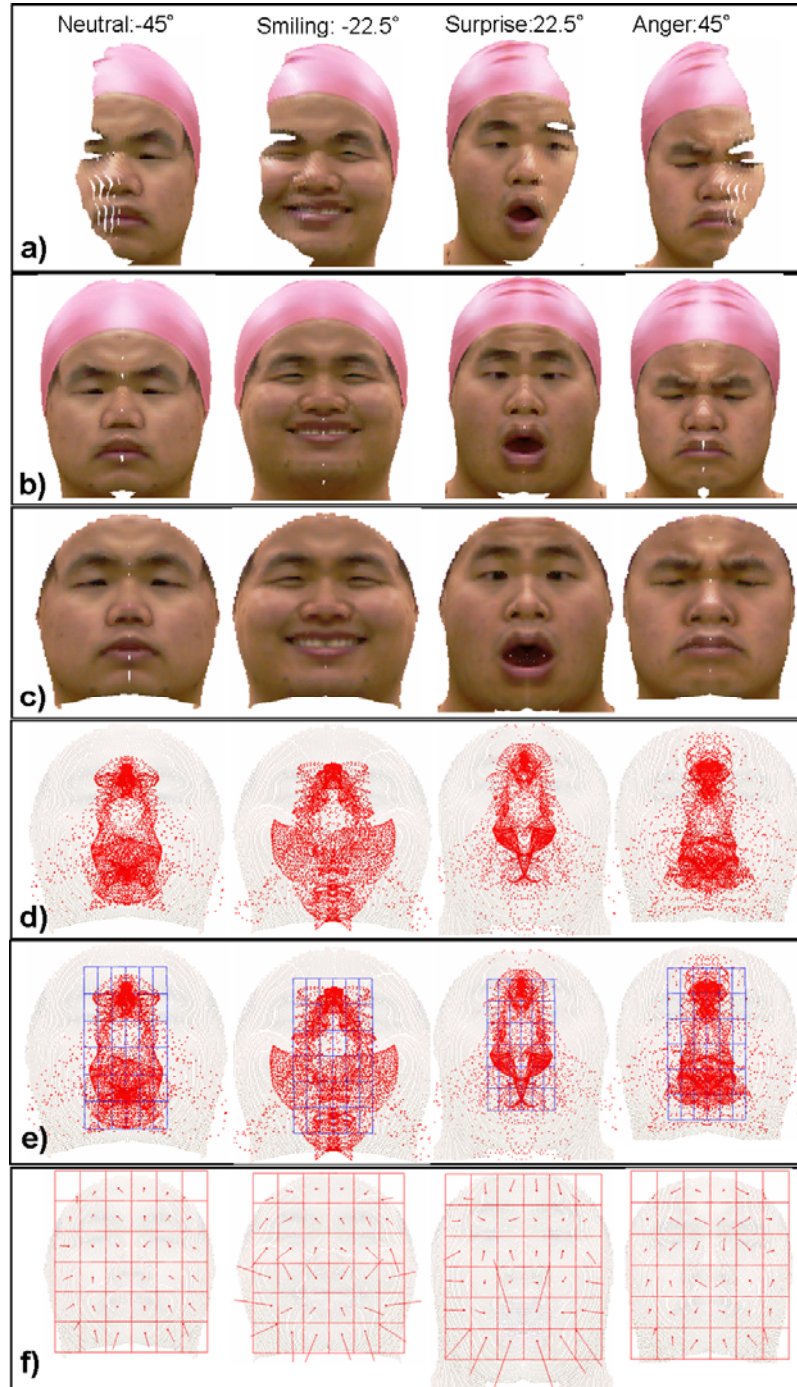 Neutral:-45°
Smiling: -22.5°
Surprise:22.5°
Anger:45°
a)
b)
c)
d)
e)
f)